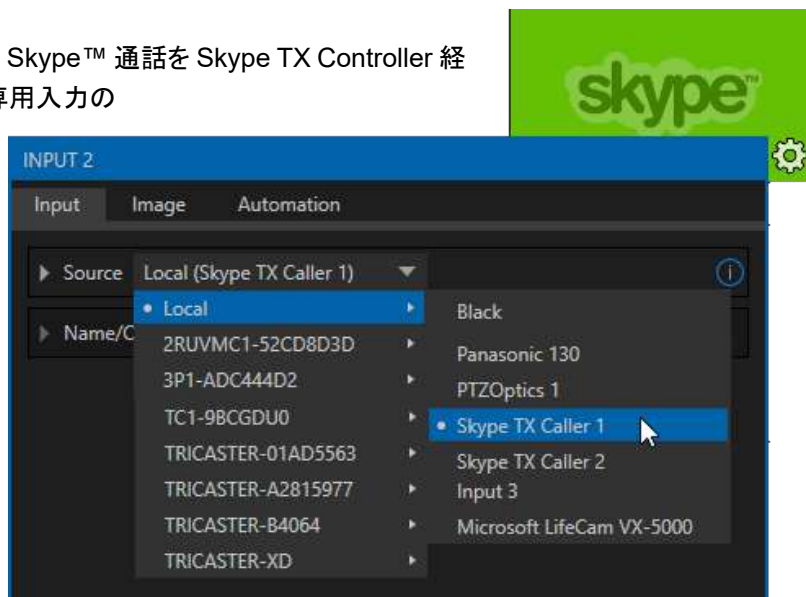 Skype™ 通話を Skype TX Controller 経
専用入力の
skype™
INPUT 2
Input Image Automation
Source Local (Skype TX Caller 1)
Name/C
Local
2RUVMC1-52CD8D3D
3P1-ADC444D2
TC1-9BCGDU0
TRICASTER-01AD5563
TRICASTER-A2815977
TRICASTER-B4064
TRICASTER-XD
Black
Panasonic 130
PTZOptics 1
Skype TX Caller 1
Skype TX Caller 2
Input 3
Microsoft LifeCam VX-5000